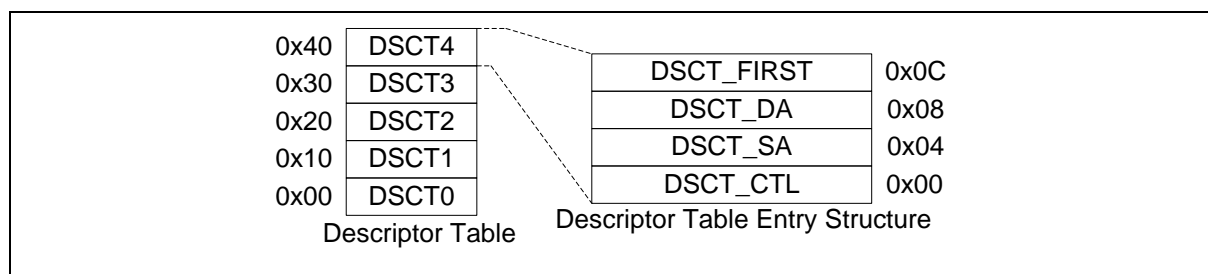 0x40 DSCT4
0x30 DSCT3
0x20 DSCT2
0x10 DSCT1
0x00 DSCT0
Descriptor Table
DSCT_FIRST 0x0C
DSCT_DA 0x08
DSCT_SA 0x04
DSCT_CTL 0x00
Descriptor Table Entry Structure